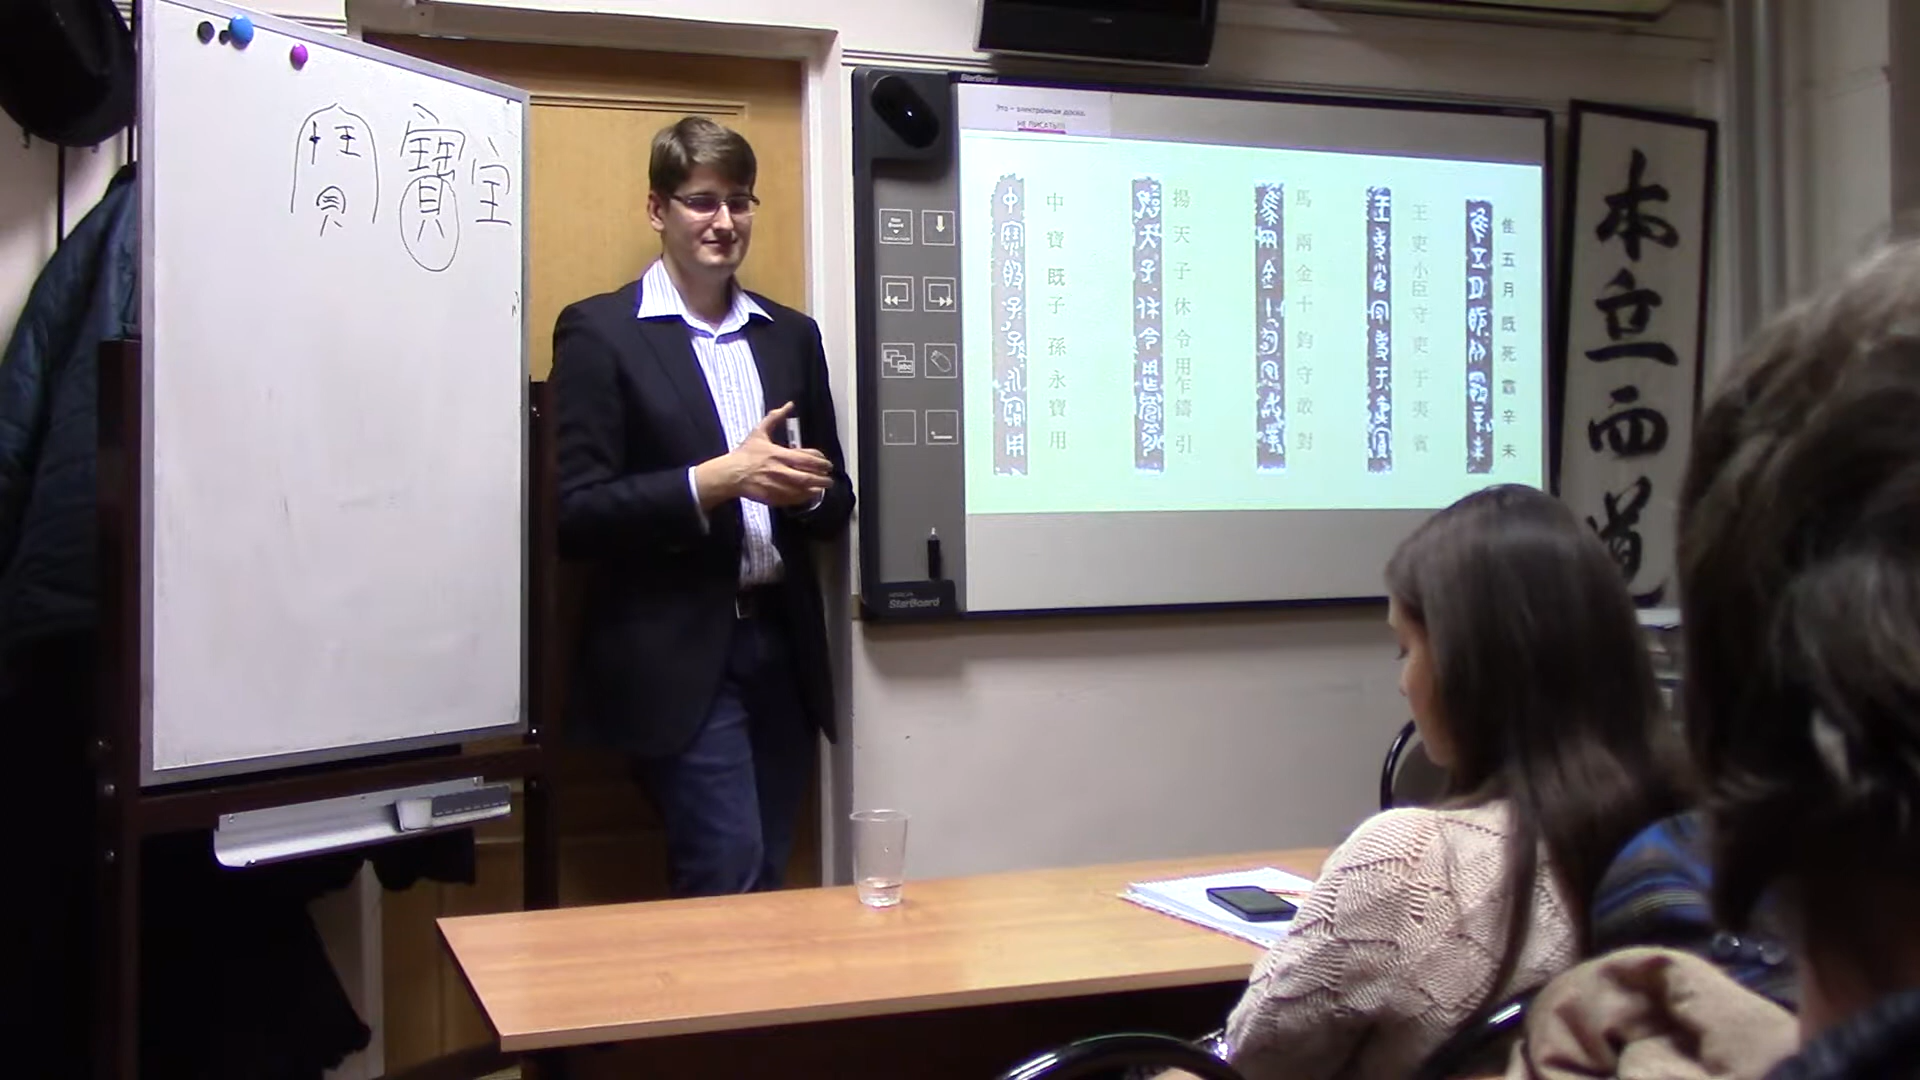 寶 宝
StarBoard
Это – электронная доска.
НЕ ПИСАТЬ!!!
隹五月既死霸辛未
王吏小臣守吏于夷賓
馬兩金十鈞守敢對
揚天子休令用乍鑄引
中寶既子孫永寶用
HITACHI
StarBoard
本立而道